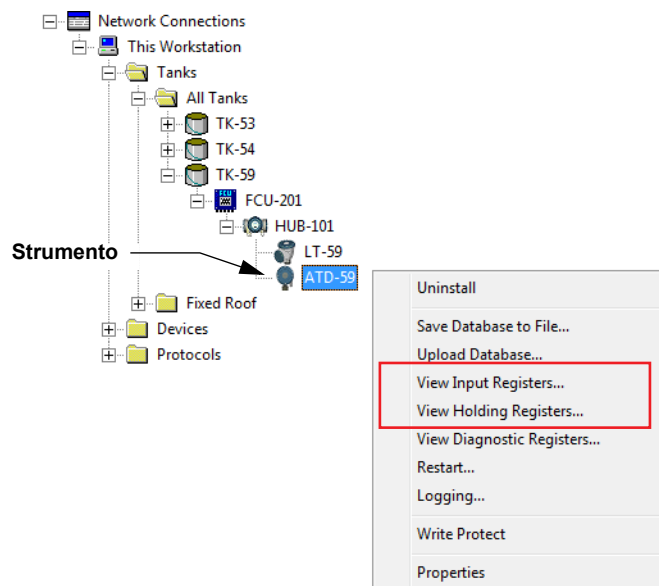 Network Connections
This Workstation
Tanks
All Tanks
TK-53
TK-54
TK-59
FCU
FCU-201
HUB-101
Strumento
LT-59
ATD-59
Fixed Roof
Devices
Protocols
Uninstall
Save Database to File...
Upload Database...
View Input Registers...
View Holding Registers...
View Diagnostic Registers...
Restart...
Logging...
Write Protect
Properties